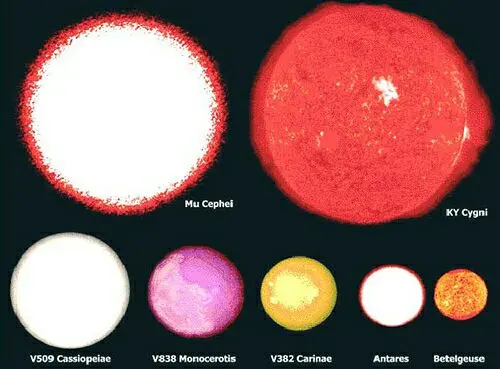 Mu Cephei
KY Cygni
V509 Cassiopeiae
V838 Monocerotis
V382 Carinae
Antares
Betelgeuse